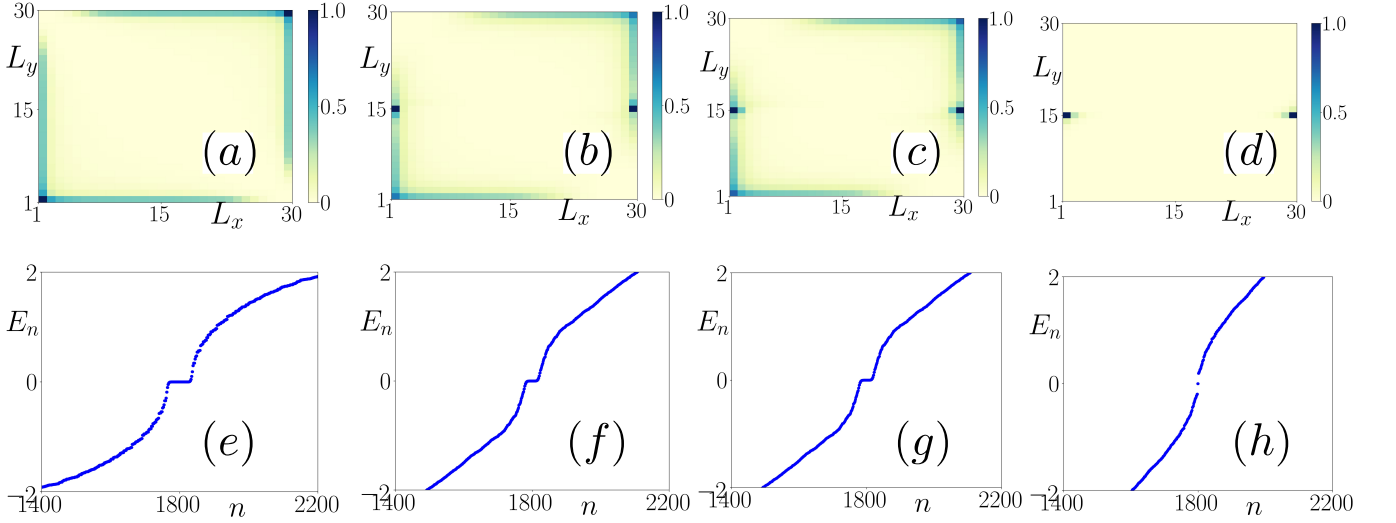 30 1.0 30 1.0 30 1.0 30 1.0
L_y L_y L_y L_y
15 0.5 15 0.5 15 0.5 15 0.5
(a) (b) (c) (d)
1 0 1 0 1 0 1 0
1 15 L_x 30 1 15 L_x 30 1 15 L_x 30 1 15 L_x 30
2 2 2 2
E_n E_n E_n E_n
0 0 0 0
(e) (f) (g) (h)
−2 −2 −2 −2
1400 1800 n 2200 1400 1800 n 2200 1400 1800 n 2200 1400 1800 n 2200